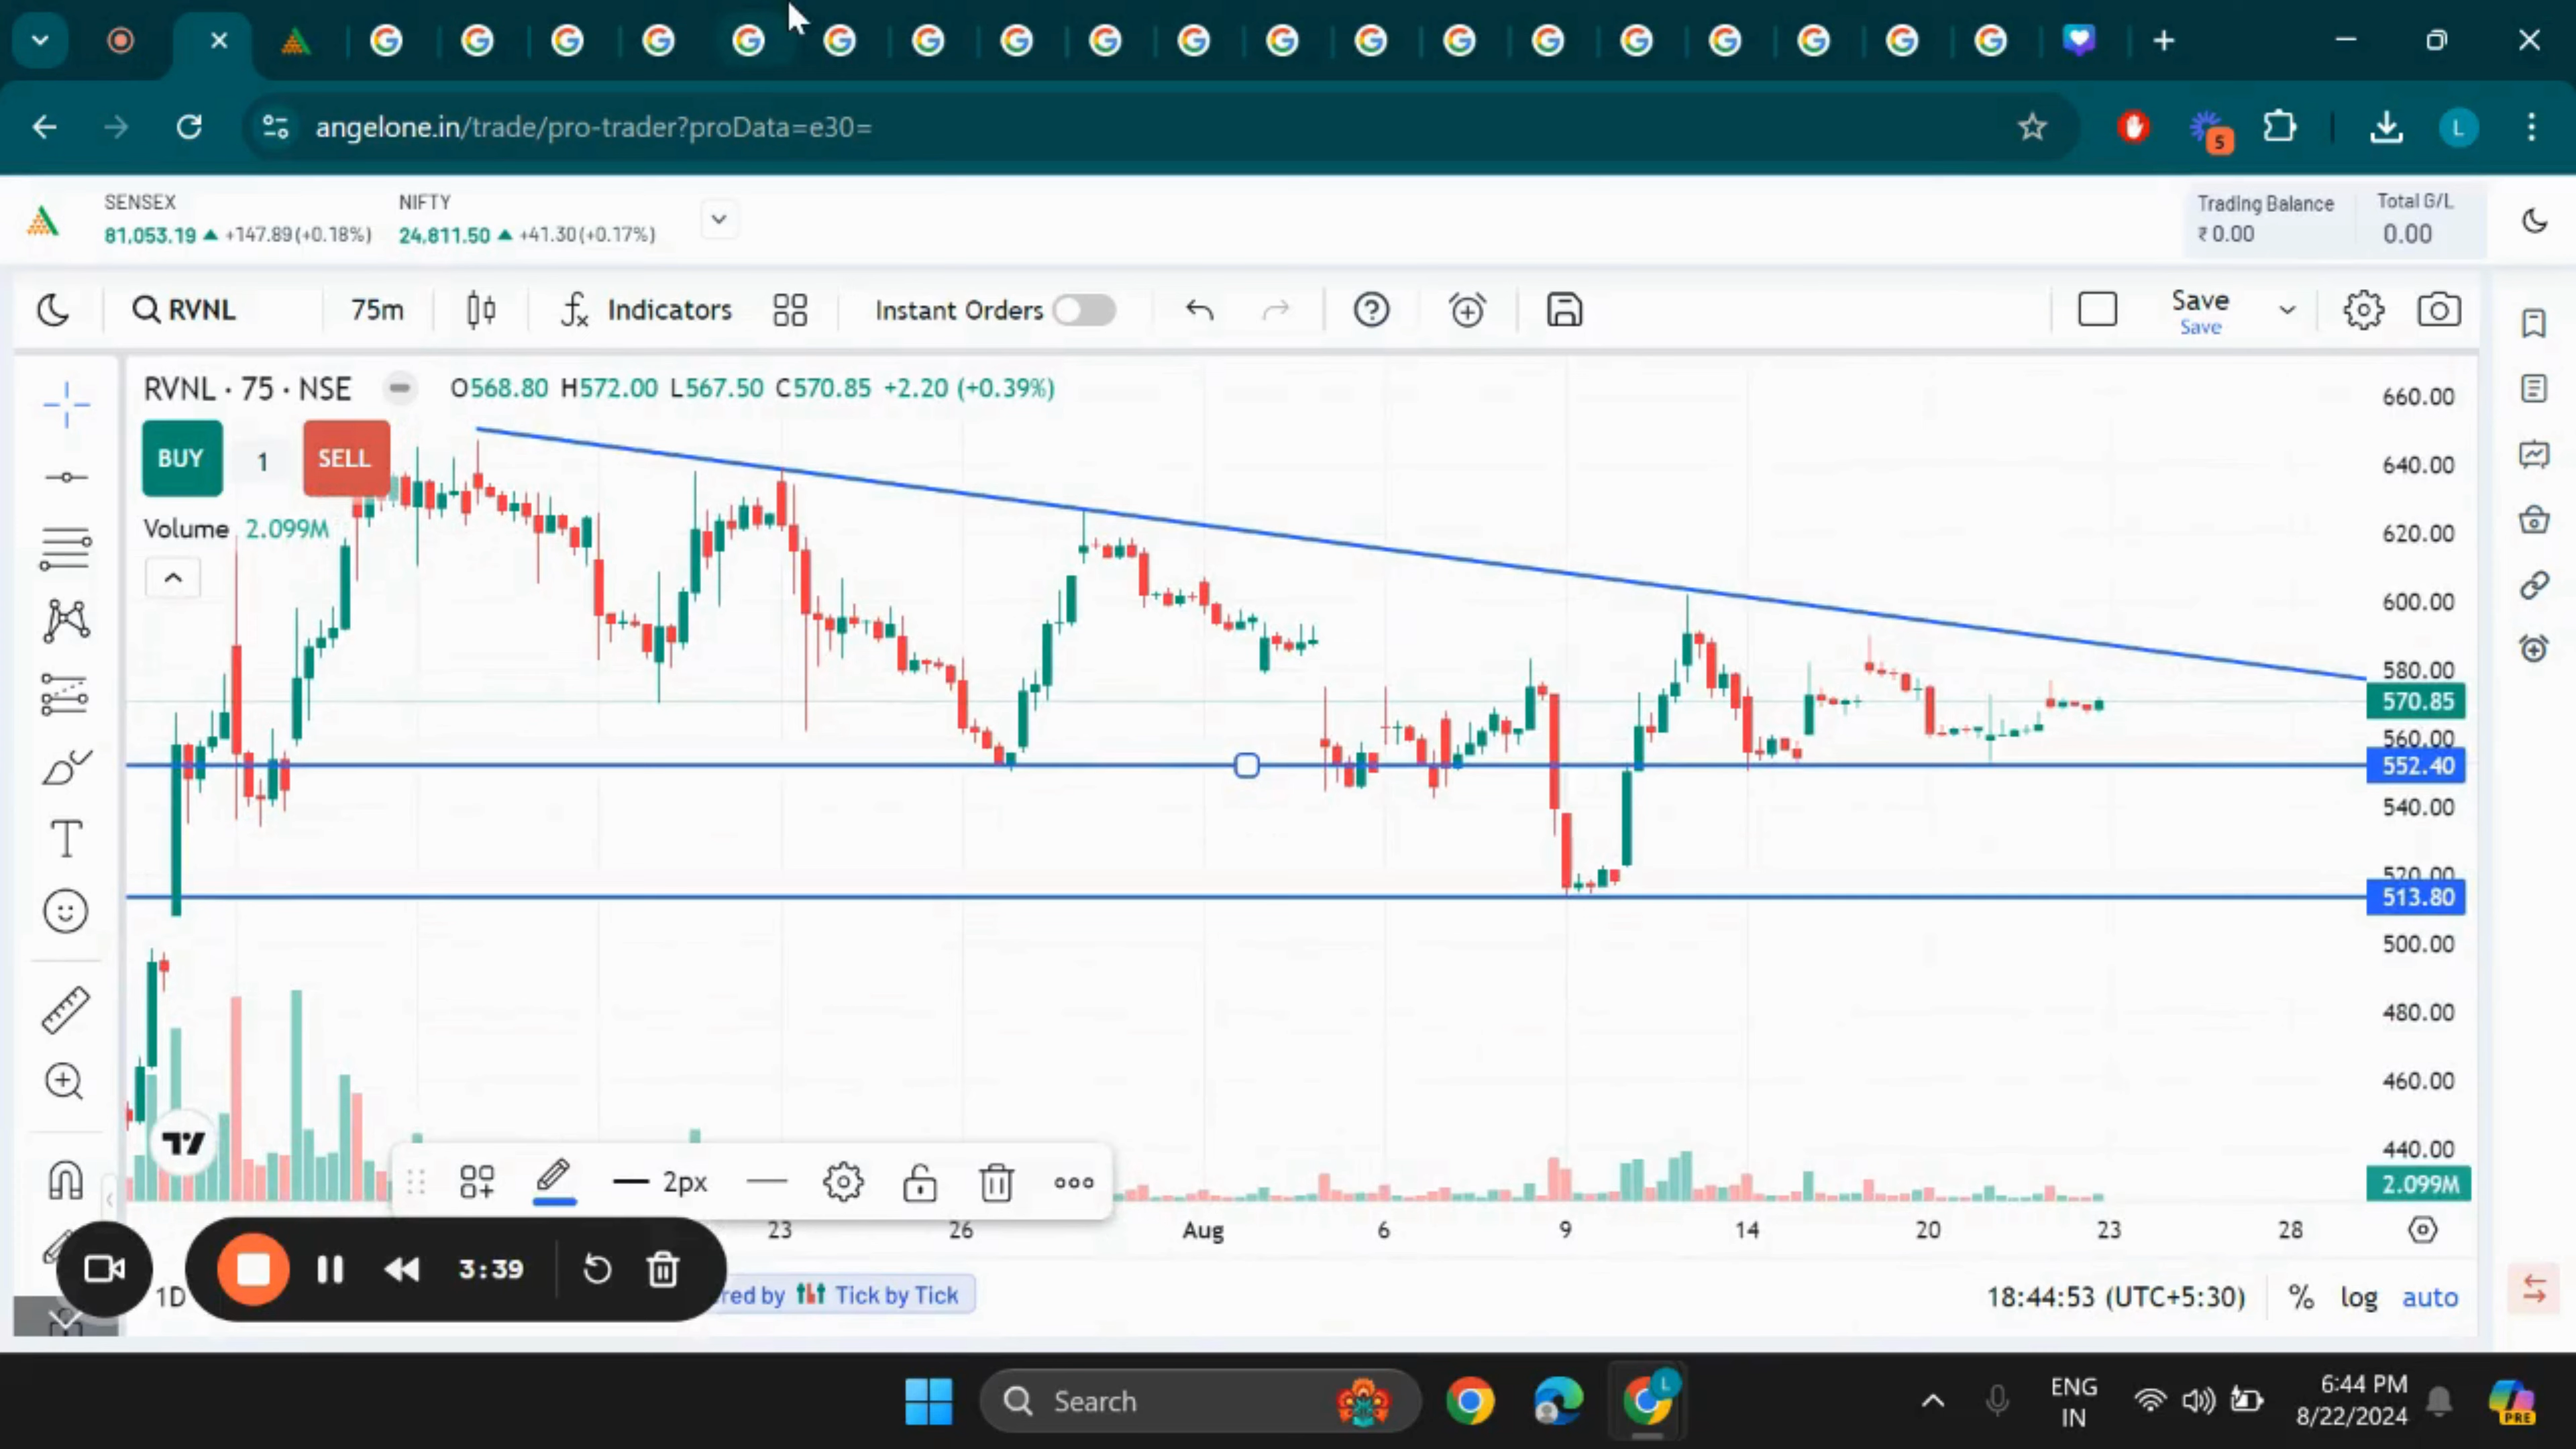 angelone.in/trade/pro-trader?proData=e30=
5
L
SENSEX
81,053.19 ▲ +147.89(+0.18%)
NIFTY
24,811.50 ▲ +41.30(+0.17%)
Trading Balance
₹0.00
Total G/L
0.00
RVNL
75m
Indicators
Instant Orders
Save
Save
RVNL · 75 · NSE
O568.80 H572.00 L567.50 C570.85 +2.20 (+0.39%)
BUY
1
SELL
Volume 2.099M
660.00
640.00
620.00
600.00
580.00
570.85
560.00
552.40
540.00
520.00
513.80
500.00
480.00
460.00
440.00
2.099M
2px
23
26
Aug
6
9
14
20
23
28
3:39
1D
red by Tick by Tick
18:44:53 (UTC+5:30)
%
log
auto
Search
L
ENG
IN
6:44 PM
8/22/2024
PRE